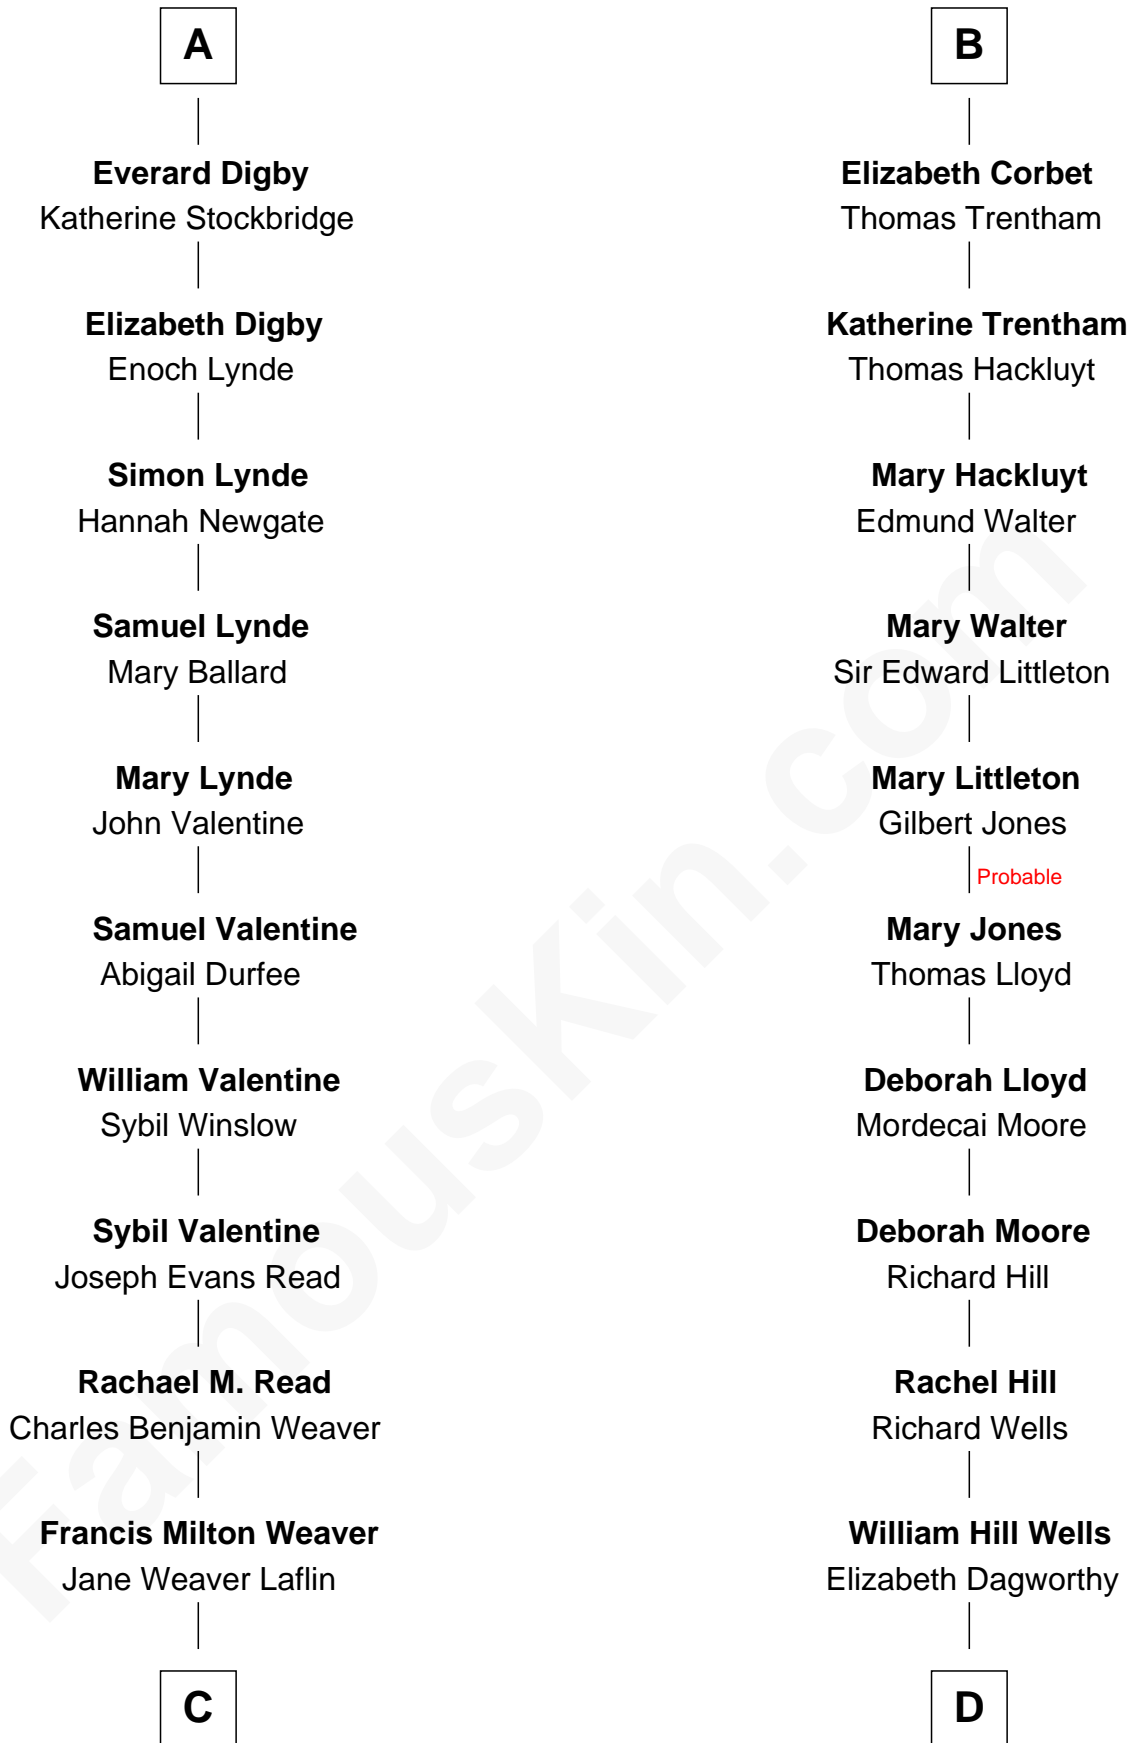 A
Everard Digby
Katherine Stockbridge
Elizabeth Digby
Enoch Lynde
Simon Lynde
Hannah Newgate
Samuel Lynde
Mary Ballard
Mary Lynde
John Valentine
Samuel Valentine
Abigail Durfee
William Valentine
Sybil Winslow
Sybil Valentine
Joseph Evans Read
Rachael M. Read
Charles Benjamin Weaver
Francis Milton Weaver
Jane Weaver Laflin
C
B
Elizabeth Corbet
Thomas Trentham
Katherine Trentham
Thomas Hackluyt
Mary Hackluyt
Edmund Walter
Mary Walter
Sir Edward Littleton
Mary Littleton
Gilbert Jones
Probable
Mary Jones
Thomas Lloyd
Deborah Lloyd
Mordecai Moore
Deborah Moore
Richard Hill
Rachel Hill
Richard Wells
William Hill Wells
Elizabeth Dagworthy
D
FamousKin.com